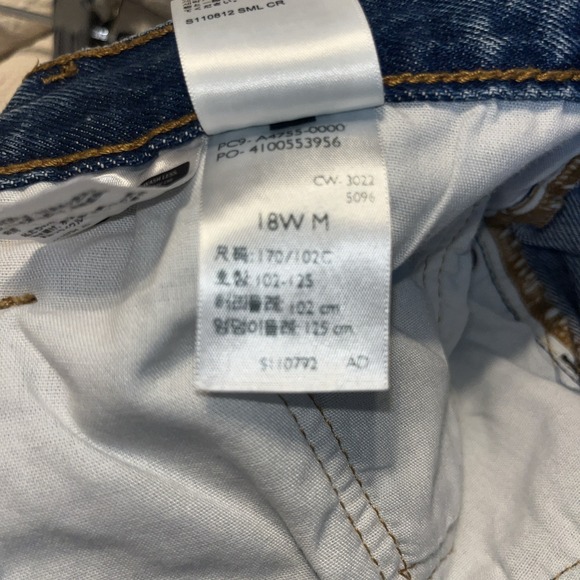 S110812 SML CR
PC9- A4755-0000
PO- 4100553956
CW- 3022
5096
18W M
尺码:170/102C
호칭:102-125
허리둘레: 102 cm
엉덩이둘레: 125 cm
S110792 AD